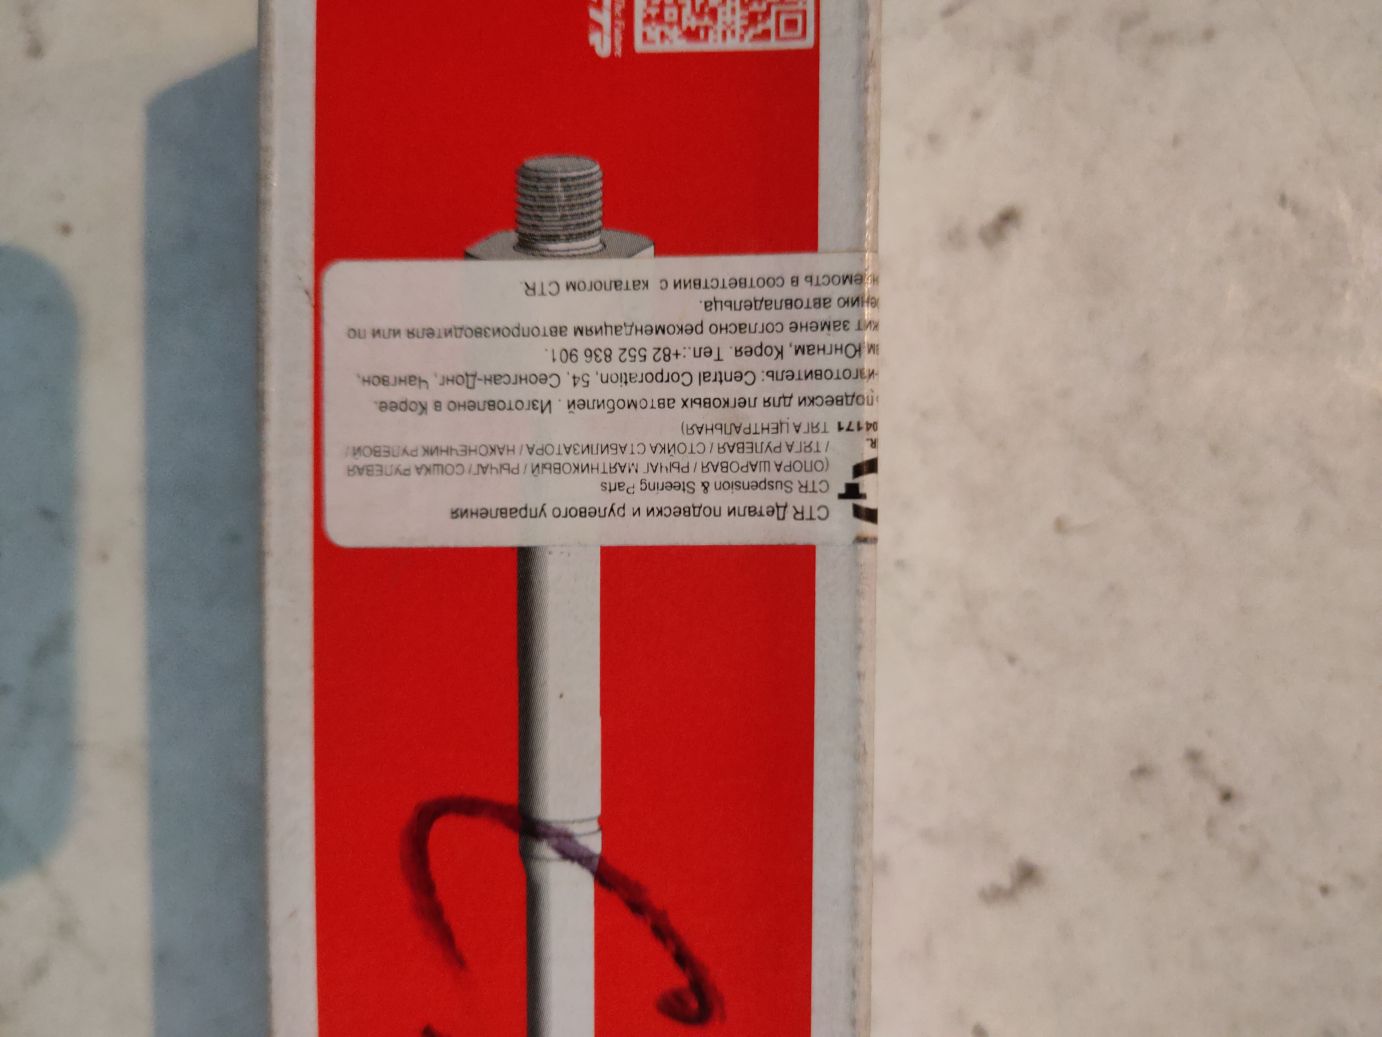 CTR Детали подвески и рулевого управления
CTR Suspension & Steering Parts
(ОПОРА ШАРОВАЯ / РЫЧАГ МАЯТНИКОВЫЙ / РЫЧАГ / СОШКА РУЛЕВАЯ
/ ТЯГА РУЛЕВАЯ / СТОЙКА СТАБИЛИЗАТОРА / НАКОНЕЧНИК РУЛЕВОЙ /
04171 ТЯГА ЦЕНТРАЛЬНАЯ)
подвески для легковых автомобилей . Изготовлено в Корее.
изготовитель: Central Corporation, 54, Сеонгсан-Донг, Чангвон,
Юнгнам, Корея. Тел.:+82 552 836 901.
замене согласно рекомендациям автопроизводителя или по
автовладельца.
в соответствии с каталогом CTR.